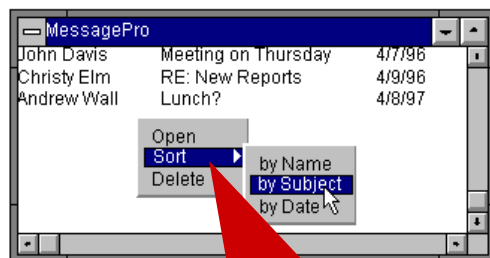 MessagePro
John Davis Meeting on Thursday 4/7/96
Christy Elm RE: New Reports 4/9/96
Andrew Wall Lunch? 4/8/97
Open
Sort
Delete
by Name
by Subject
by Date